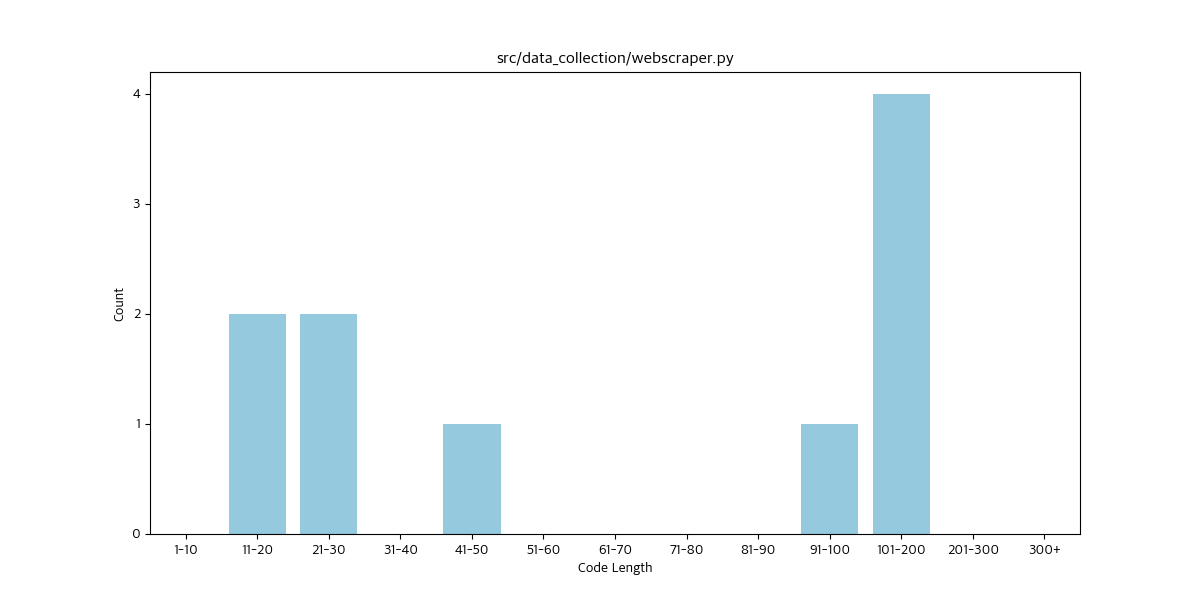 src/data_collection/webscraper.py
4
3
2
1
0
Count
1-10 11-20 21-30 31-40 41-50 51-60 61-70 71-80 81-90 91-100 101-200 201-300 300+
Code Length